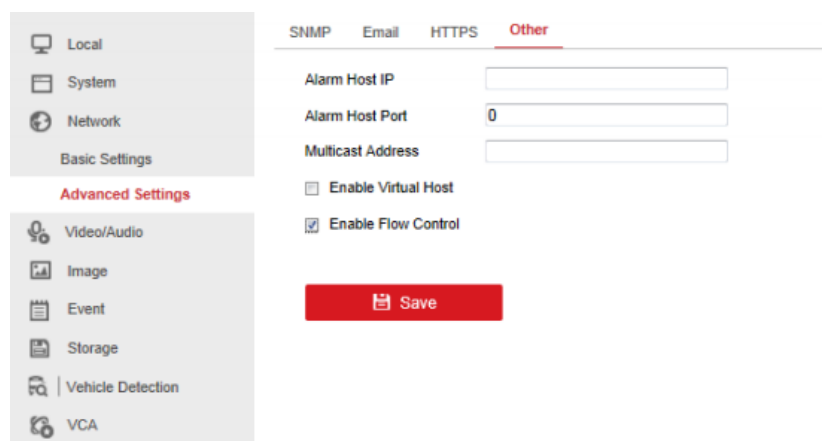 Local
System
Network
Basic Settings
Advanced Settings
Video/Audio
Image
Event
Storage
Vehicle Detection
VCA
SNMP Email HTTPS Other
Alarm Host IP
Alarm Host Port 0
Multicast Address
Enable Virtual Host
Enable Flow Control
Save